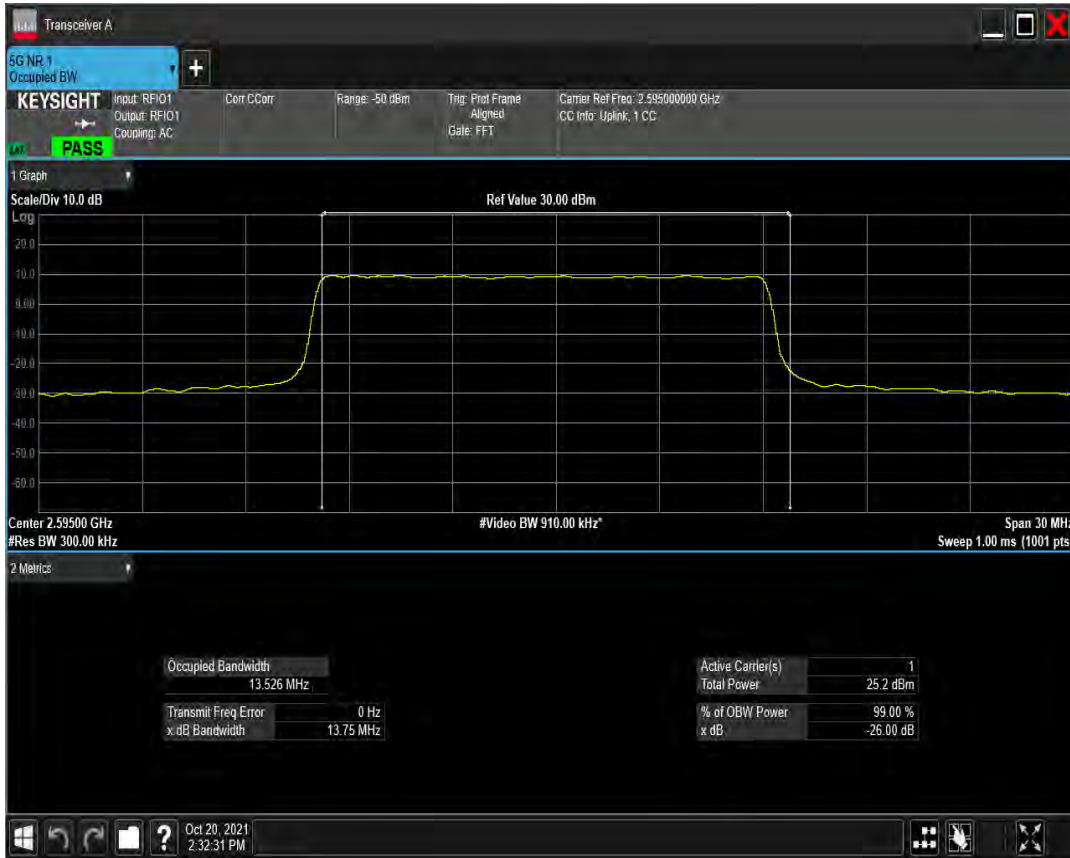 Transceiver A
5G NR 1
Occupied BW
+
KEYSIGHT
PASS
Input: RFIO1
Output: RFIO1
Coupling: AC
Corr CCorr
Range: -50 dBm
Trig: Prot Frame
Aligned
Gate: FFT
Carrier Ref Freq: 2.595000000 GHz
CC Info: Uplink, 1 CC
1 Graph
Scale/Div 10.0 dB
Ref Value 30.00 dBm
Log
20.0
10.0
0.00
-10.0
-20.0
-30.0
-40.0
-50.0
-60.0
Center 2.59500 GHz
#Video BW 910.00 kHz*
Span 30 MHz
#Res BW 300.00 kHz
Sweep 1.00 ms (1001 pts
2 Metrics
Occupied Bandwidth
13.526 MHz
Transmit Freq Error 0 Hz
x dB Bandwidth 13.75 MHz
Active Carrier(s) 1
Total Power 25.2 dBm
% of OBW Power 99.00 %
x dB -26.00 dB
?
Oct 20, 2021
2:32:31 PM